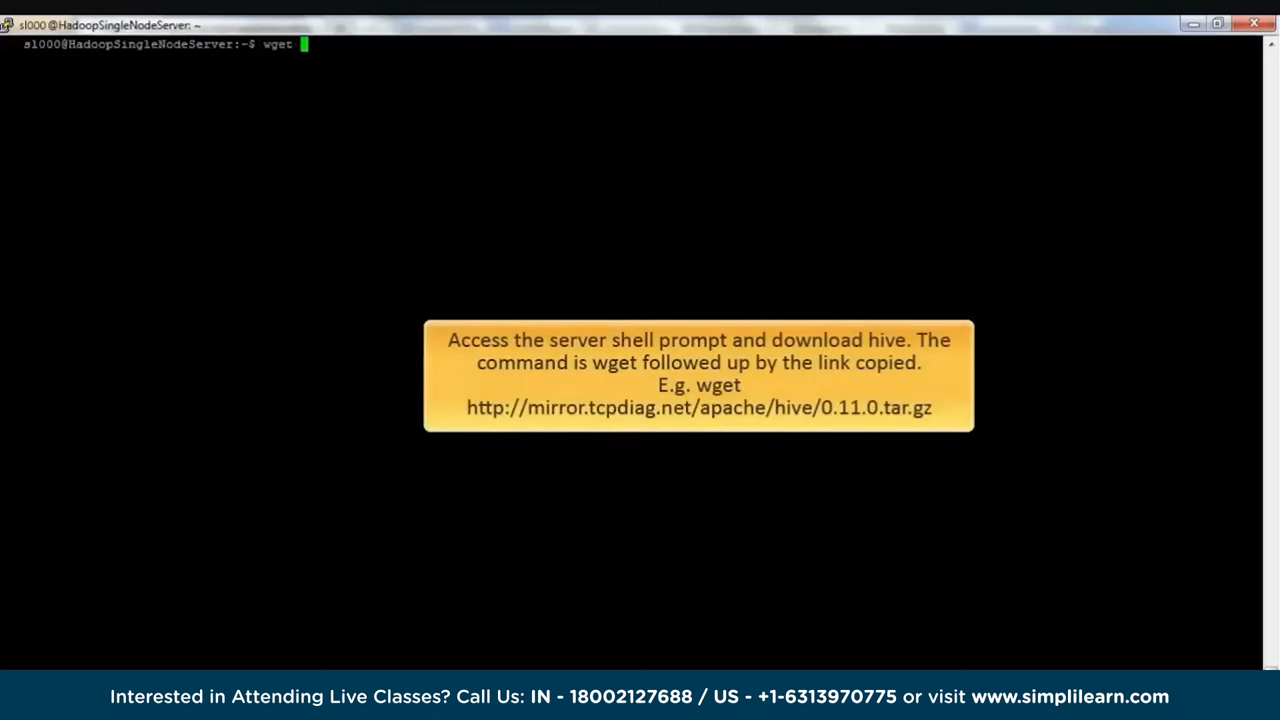 sl000@HadoopSingleNodeServer: ~
sl000@HadoopSingleNodeServer:~$ wget
Access the server shell prompt and download hive. The
command is wget followed up by the link copied.
E.g. wget
http://mirror.tcpdiag.net/apache/hive/0.11.0.tar.gz
Interested in Attending Live Classes? Call Us: IN - 18002127688 / US - +1-6313970775 or visit www.simplilearn.com